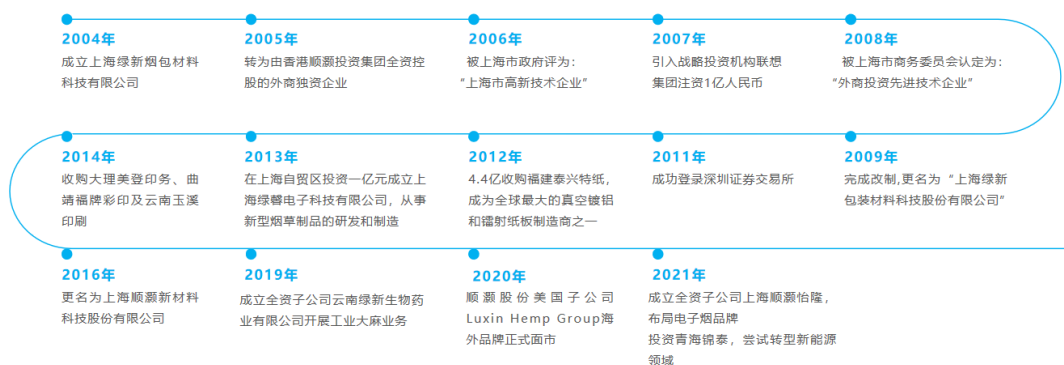 2004年
成立上海绿新烟包材料
科技有限公司
2005年
转为由香港顺灏投资集团全资控
股的外商独资企业
2006年
被上海市政府评为：
“上海市高新技术企业”
2007年
引入战略投资机构联想
集团注资1亿人民币
2008年
被上海市商务委员会认定为：
“外商投资先进技术企业”
2009年
完成改制,更名为“上海绿新
包装材料科技股份有限公司”
2011年
成功登录深圳证券交易所
2012年
4.4亿收购福建泰兴特纸，
成为全球最大的真空镀铝
和镭射纸板制造商之一
2013年
在上海自贸区投资一亿元成立上
海绿馨电子科技有限公司，从事
新型烟草制品的研发和制造
2014年
收购大理美登印务、曲
靖福牌彩印及云南玉溪
印刷
2016年
更名为上海顺灏新材料
科技股份有限公司
2019年
成立全资子公司云南绿新生物药
业有限公司开展工业大麻业务
2020年
顺灏股份美国子公司
Luxin Hemp Group海
外品牌正式面市
2021年
成立全资子公司上海顺灏怡隆，
布局电子烟品牌
投资青海锦泰，尝试转型新能源
领域